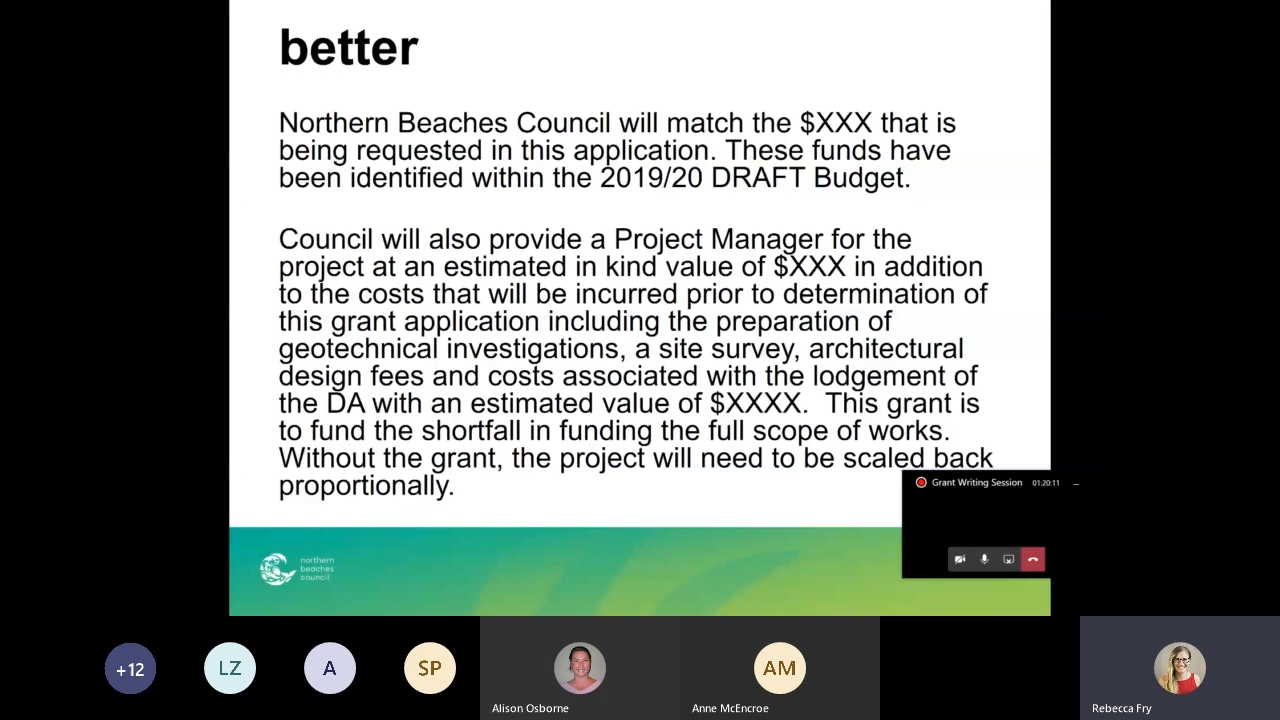 better
Northern Beaches Council will match the $XXX that is
being requested in this application. These funds have
been identified within the 2019/20 DRAFT Budget.
Council will also provide a Project Manager for the
project at an estimated in kind value of $XXX in addition
to the costs that will be incurred prior to determination of
this grant application including the preparation of
geotechnical investigations, a site survey, architectural
design fees and costs associated with the lodgement of
the DA with an estimated value of $XXXX.  This grant is
to fund the shortfall in funding the full scope of works.
Without the grant, the project will need to be scaled back
proportionally.
Grant Writing Session 01:20:11
northern
beaches
council
+12 LZ A SP AM
Alison Osborne Anne McEncroe Rebecca Fry